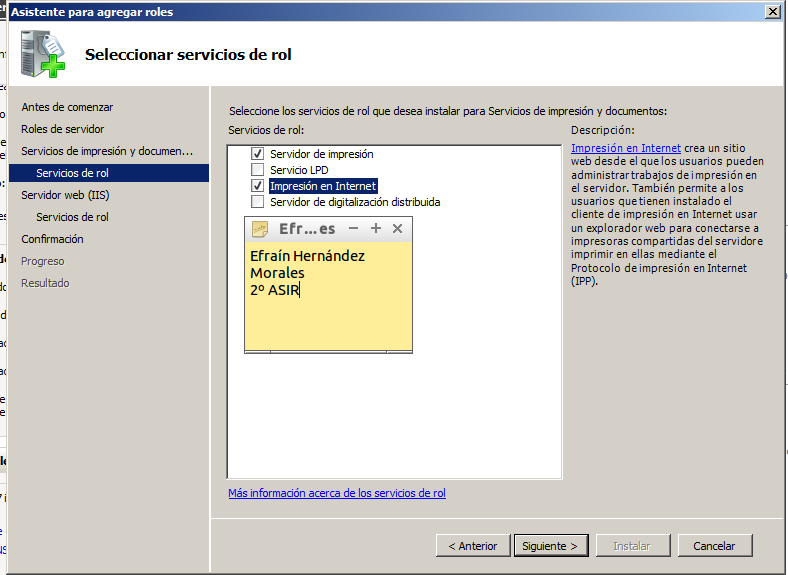 Asistente para agregar roles
Seleccionar servicios de rol
Antes de comenzar
Roles de servidor
Servicios de impresión y documen...
Servicios de rol
Servidor web (IIS)
Servicios de rol
Confirmación
Progreso
Resultado
Seleccione los servicios de rol que desea instalar para Servicios de impresión y documentos:
Servicios de rol:
Servidor de impresión
Servicio LPD
Impresión en Internet
Servidor de digitalización distribuida
Efr...es
Efraín Hernández
Morales
2º ASIR
Más información acerca de los servicios de rol
Descripción:
Impresión en Internet crea un sitio
web desde el que los usuarios pueden
administrar trabajos de impresión en
el servidor. También permite a los
usuarios que tienen instalado el
cliente de impresión en Internet usar
un explorador web para conectarse a
impresoras compartidas del servidore
imprimir en ellas mediante el
Protocolo de impresión en Internet
(IPP).
< Anterior
Siguiente >
Instalar
Cancelar